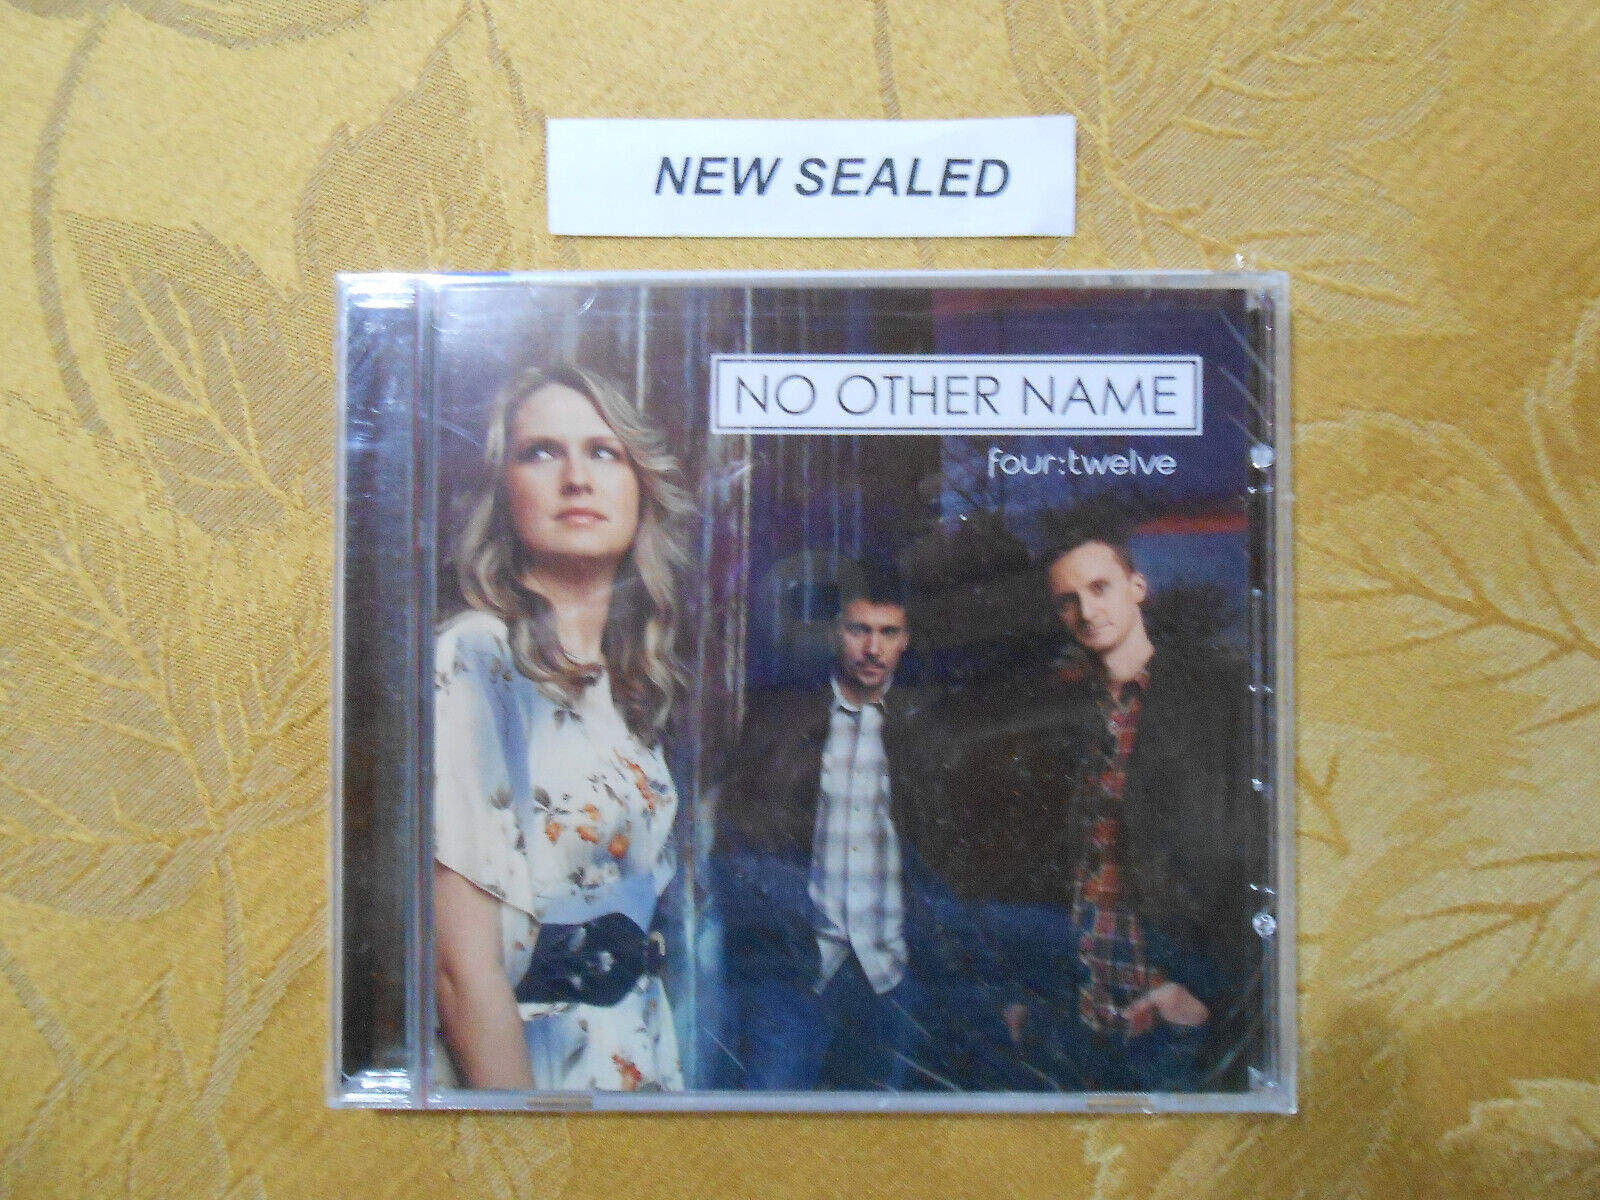 NEW SEALED
NO OTHER NAME
four:twelve